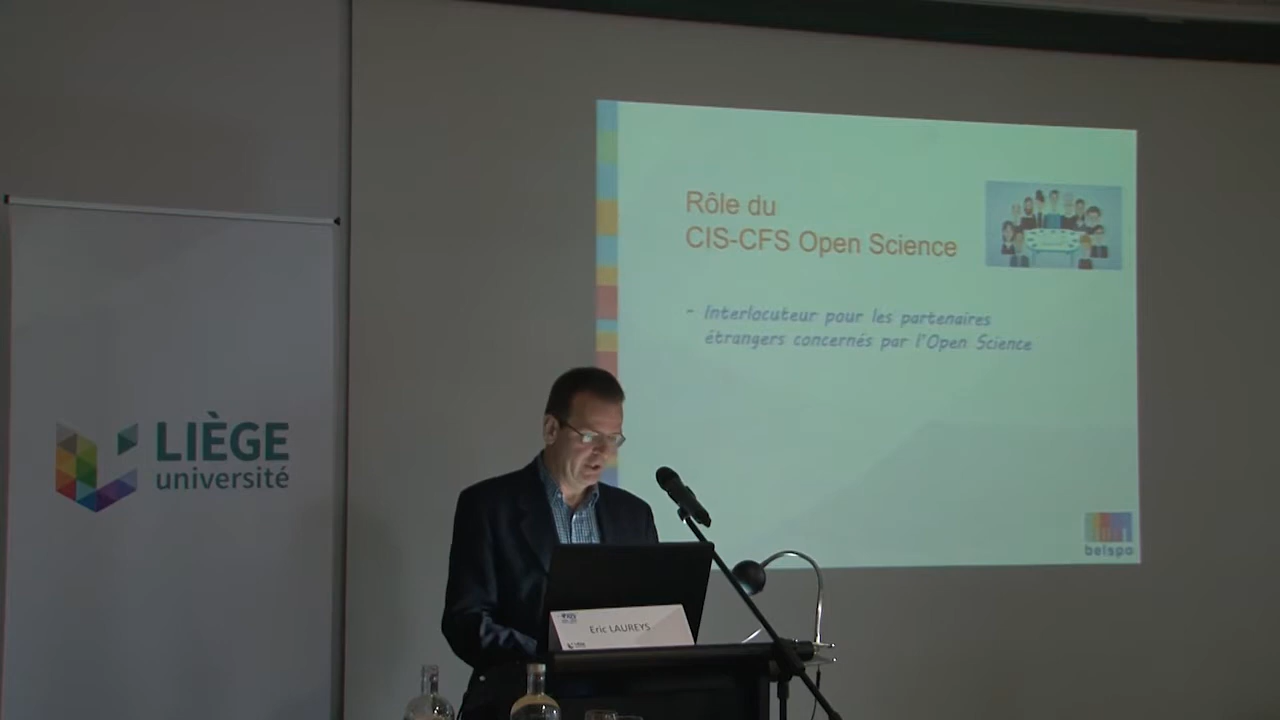 LIÈGE
université
Rôle du
CIS-CFS Open Science
- Interlocuteur pour les partenaires
étrangers concernés par l'Open Science
belspo
Eric LAUREYS